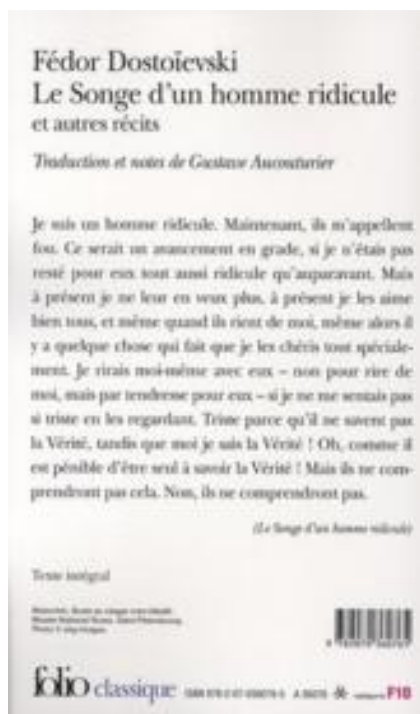 Fédor Dostoïevski
Le Songe d'un homme ridicule
et autres récits
Traduction et notes de Gustave Aucouturier
Je suis un homme ridicule. Maintenant, ils m'appellent
fou. Ce serait un avancement en grade, si je n'étais pas
resté pour eux tout aussi ridicule qu'auparavant. Mais
à présent je ne leur en veux plus, à présent je les aime
bien tous, et même quand ils rient de moi, même alors il
y a quelque chose qui fait que je les chéris tout spéciale-
ment. Je rirais moi-même avec eux – non pour rire de
moi, mais par tendresse pour eux – si je ne me sentais pas
si triste en les regardant. Triste parce qu'il ne savent pas
la Vérité, tandis que moi je sais la Vérité ! Oh, comme il
est pénible d'être seul à savoir la Vérité ! Mais ils ne com-
prendront pas cela. Non, ils ne comprendront pas.
(Le Songe d'un homme ridicule)
Texte intégral
folio classique
F10